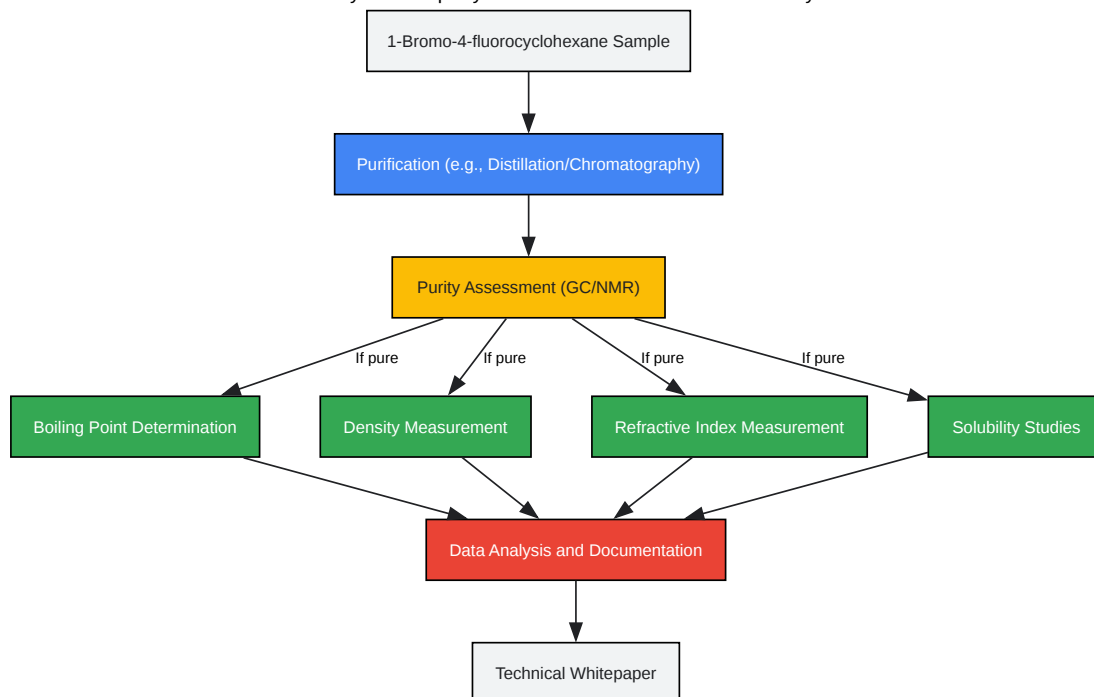 1-Bromo-4-fluorocyclohexane Sample
Purification (e.g., Distillation/Chromatography)
Purity Assessment (GC/NMR)
If pure
If pure
If pure
If pure
Boiling Point Determination
Density Measurement
Refractive Index Measurement
Solubility Studies
Data Analysis and Documentation
Technical Whitepaper